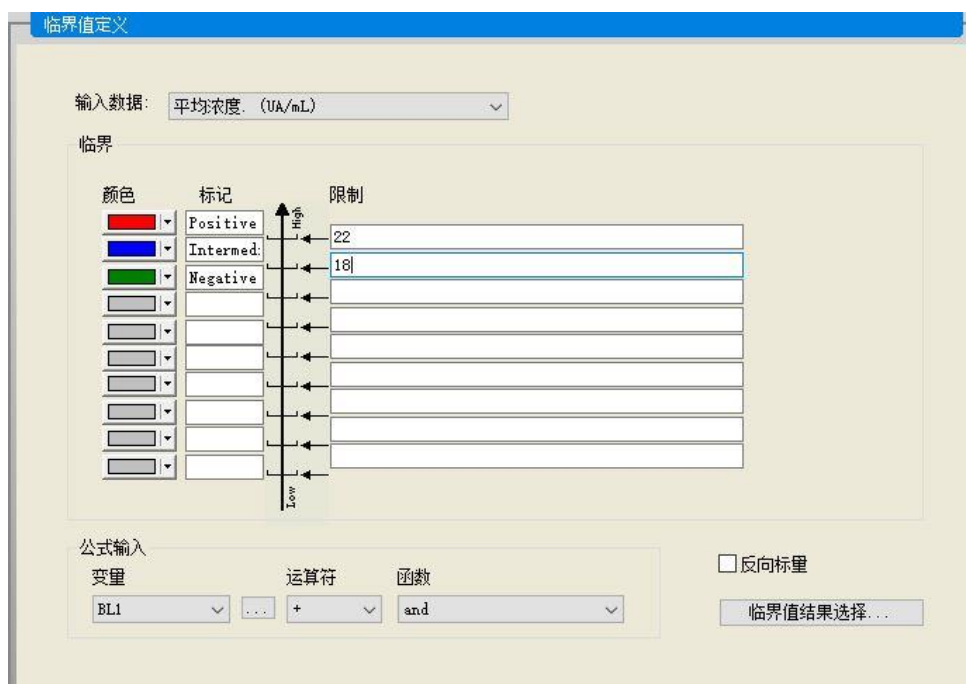 临界值定义
输入数据: 平均浓度. (UA/mL)
临界
颜色 标记 限制
High
Positive
22
Intermed:
18
Negative
Low
公式输入
变量 运算符 函数
反向标量
BL1 ... + and
临界值结果选择...